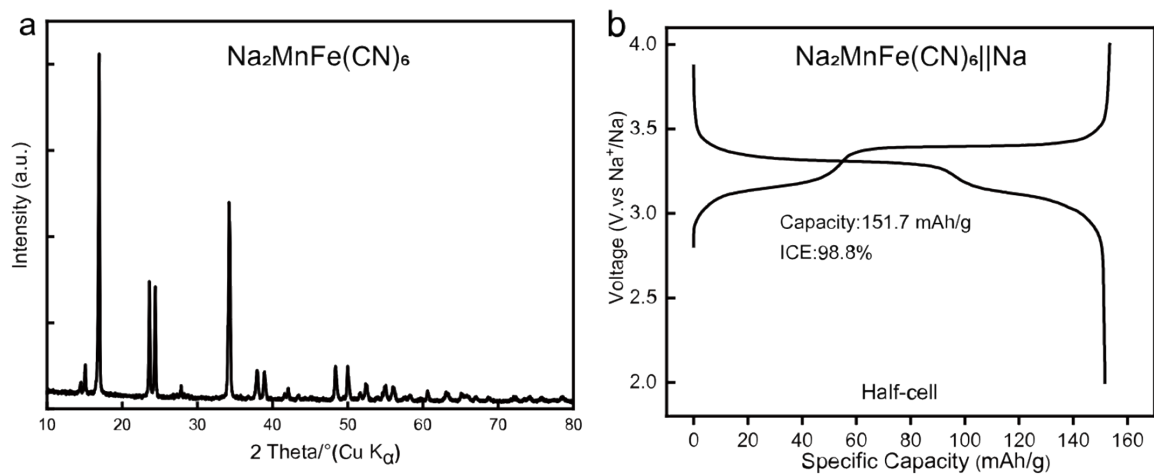 a
Na₂MnFe(CN)₆
Intensity (a.u.)
10 20 30 40 50 60 70 80
2 Theta/°(Cu Kα)
b
Na₂MnFe(CN)₆||Na
4.0
3.5
3.0
2.5
2.0
Voltage (V.vs Na⁺/Na)
Capacity:151.7 mAh/g
ICE:98.8%
Half-cell
0 20 40 60 80 100 120 140 160
Specific Capacity (mAh/g)